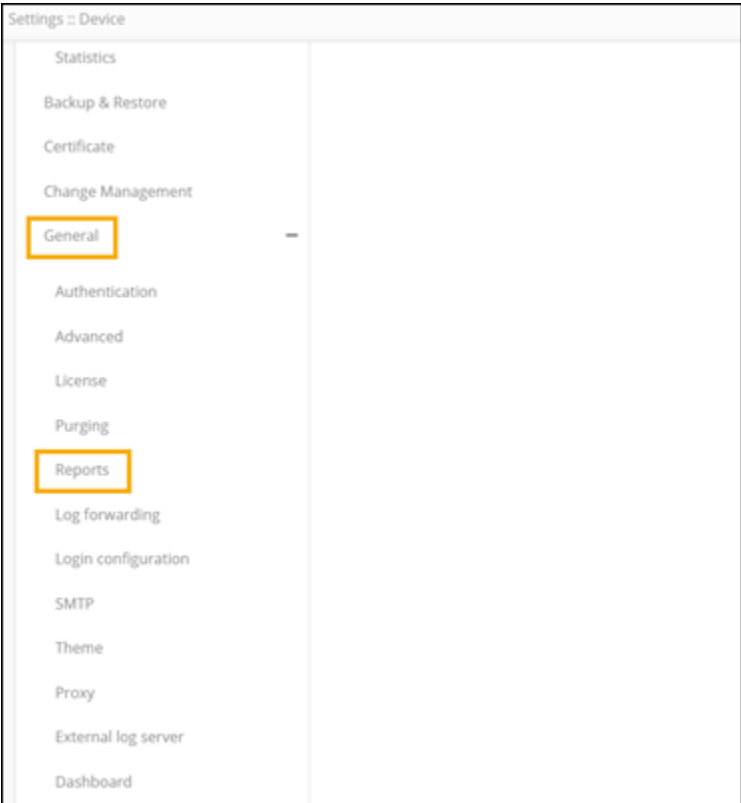 Settings :: Device
Statistics
Backup & Restore
Certificate
Change Management
General
Authentication
Advanced
License
Purging
Reports
Log forwarding
Login configuration
SMTP
Theme
Proxy
External log server
Dashboard